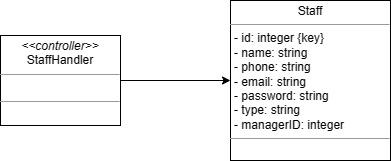 <<controller>>
StaffHandler
Staff
- id: integer {key}
- name: string
- phone: string
- email: string
- password: string
- type: string
- managerID: integer